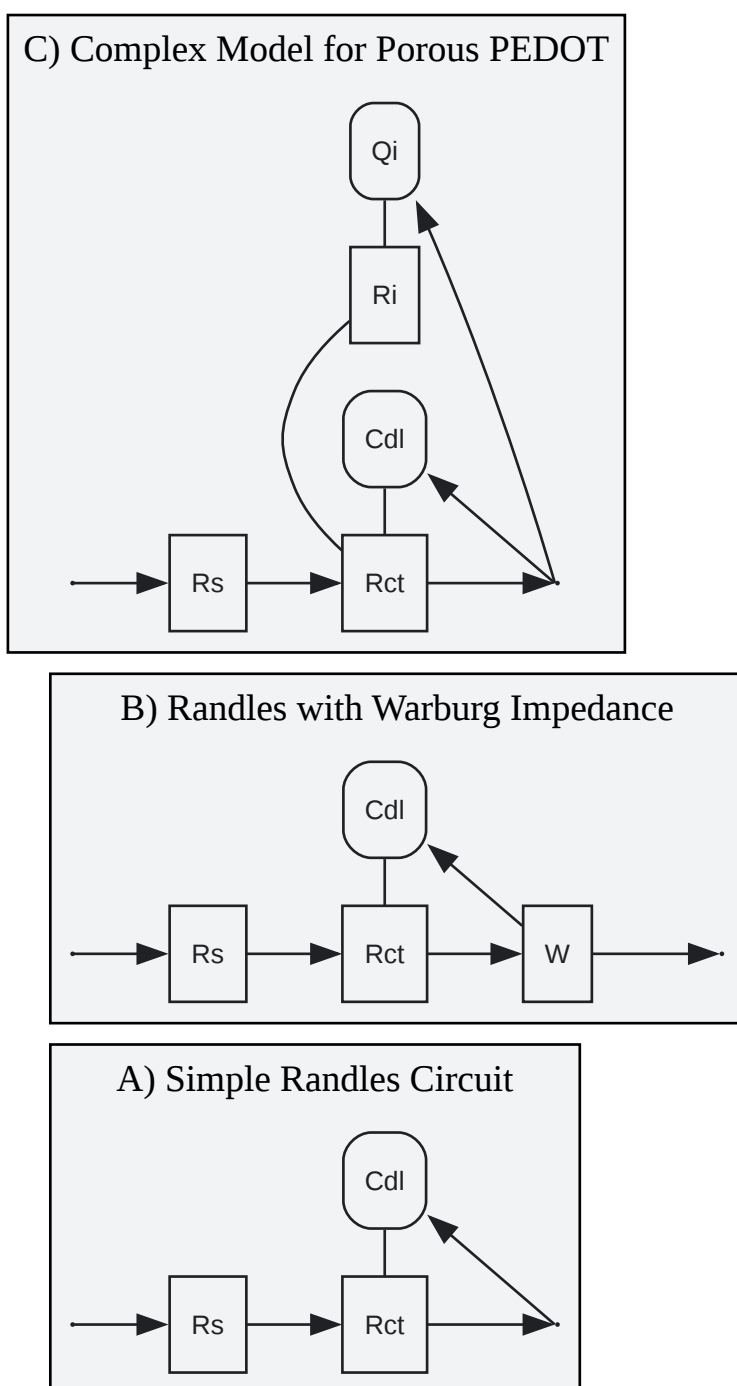 C) Complex Model for Porous PEDOT
Qi
Ri
Cdl
Rs
Rct
B) Randles with Warburg Impedance
Cdl
Rs
Rct
W
A) Simple Randles Circuit
Cdl
Rs
Rct